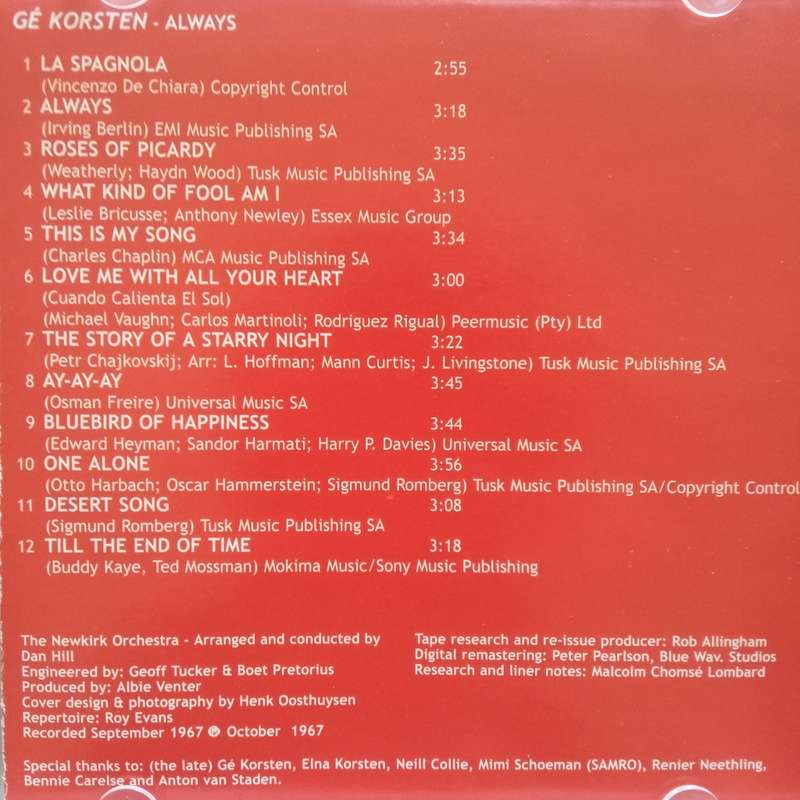 GÉ KORSTEN - ALWAYS
1 LA SPAGNOLA 2:55
(Vincenzo De Chiara) Copyright Control
2 ALWAYS 3:18
(Irving Berlin) EMI Music Publishing SA
3 ROSES OF PICARDY 3:35
(Weatherly; Haydn Wood) Tusk Music Publishing SA
4 WHAT KIND OF FOOL AM I 3:13
(Leslie Bricusse; Anthony Newley) Essex Music Group
5 THIS IS MY SONG 3:34
(Charles Chaplin) MCA Music Publishing SA
6 LOVE ME WITH ALL YOUR HEART 3:00
(Cuando Calienta El Sol)
(Michael Vaughn; Carlos Martinoli; Rodriguez Rigual) Peermusic (Pty) Ltd
7 THE STORY OF A STARRY NIGHT 3:22
(Petr Chajkovskij; Arr: L. Hoffman; Mann Curtis; J. Livingstone) Tusk Music Publishing SA
8 AY-AY-AY 3:45
(Osman Freire) Universal Music SA
9 BLUEBIRD OF HAPPINESS 3:44
(Edward Heyman; Sandor Harmati; Harry P. Davies) Universal Music SA
10 ONE ALONE 3:56
(Otto Harbach; Oscar Hammerstein; Sigmund Romberg) Tusk Music Publishing SA/Copyright Control
11 DESERT SONG 3:08
(Sigmund Romberg) Tusk Music Publishing SA
12 TILL THE END OF TIME 3:18
(Buddy Kaye, Ted Mossman) Mokima Music/Sony Music Publishing
The Newkirk Orchestra - Arranged and conducted by
Dan Hill
Engineered by: Geoff Tucker & Boet Pretorius
Produced by: Albie Venter
Cover design & photography by Henk Oosthuysen
Repertoire: Roy Evans
Recorded September 1967 ℗ October 1967
Tape research and re-issue producer: Rob Allingham
Digital remastering: Peter Pearlson, Blue Wav. Studios
Research and liner notes: Malcolm Chomsé Lombard
Special thanks to: (the late) Gé Korsten, Elna Korsten, Neill Collie, Mimi Schoeman (SAMRO), Renier Neethling,
Bennie Carelse and Anton van Staden.